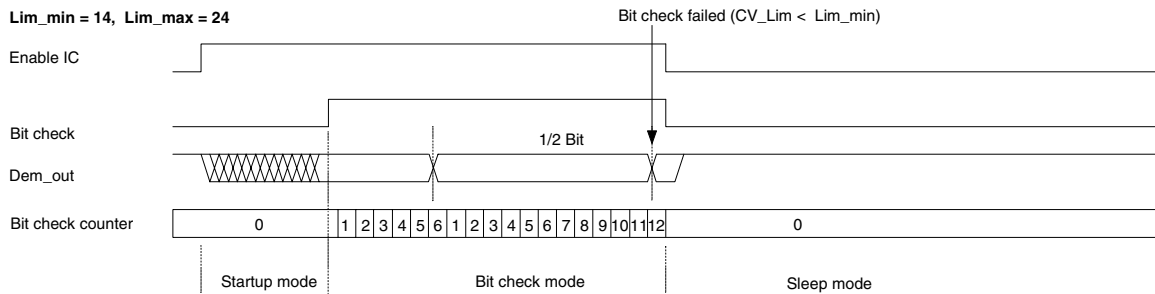 Lim_min = 14, Lim_max = 24
Bit check failed (CV_Lim < Lim_min)
Enable IC
Bit check
1/2 Bit
Dem_out
Bit check counter
0 1 2 3 4 5 6 1 2 3 4 5 6 7 8 9 10 11 12 0
Startup mode Bit check mode Sleep mode